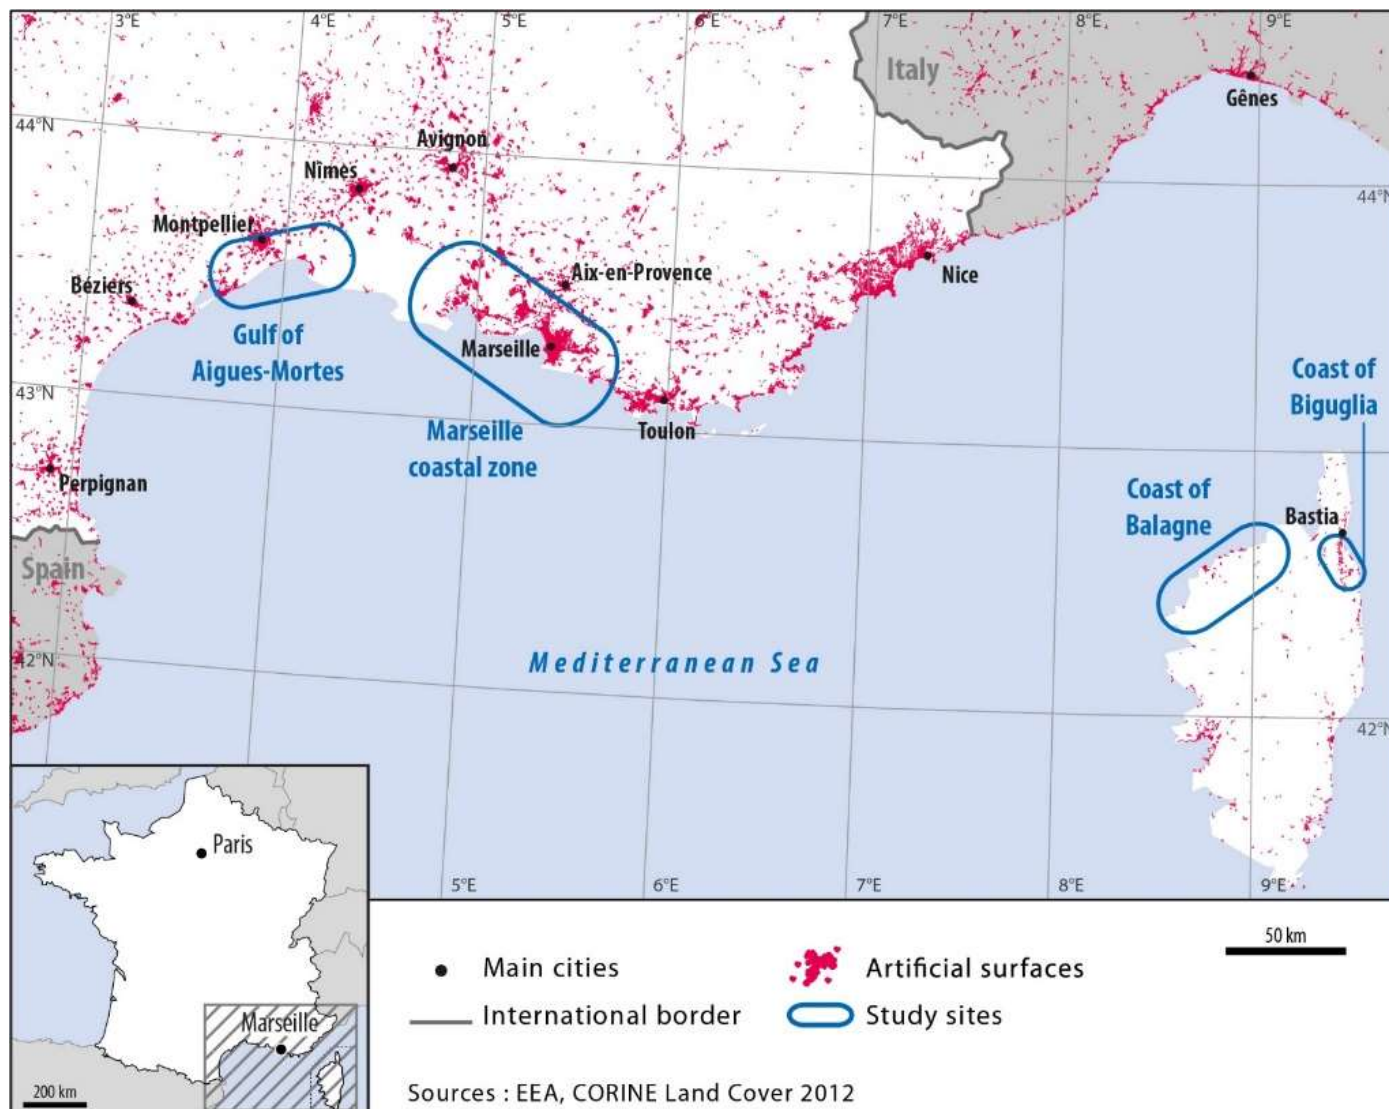 3°E
4°E
5°E
6°E
7°E
8°E
9°E
Italy
Gênes
44°N
Avignon
Nîmes
44°N
Montpellier
Béziers
Aix-en-Provence
Nice
Gulf of
Aigues-Mortes
Marseille
Coast of
Biguglia
43°N
Marseille
coastal zone
Toulon
Perpignan
Coast of
Balagne
Bastia
Spain
42°N
Mediterranean Sea
42°N
5°E
6°E
7°E
8°E
9°E
Paris
Marseille
200 km
Main cities
Artificial surfaces
50 km
International border
Study sites
Sources : EEA, CORINE Land Cover 2012